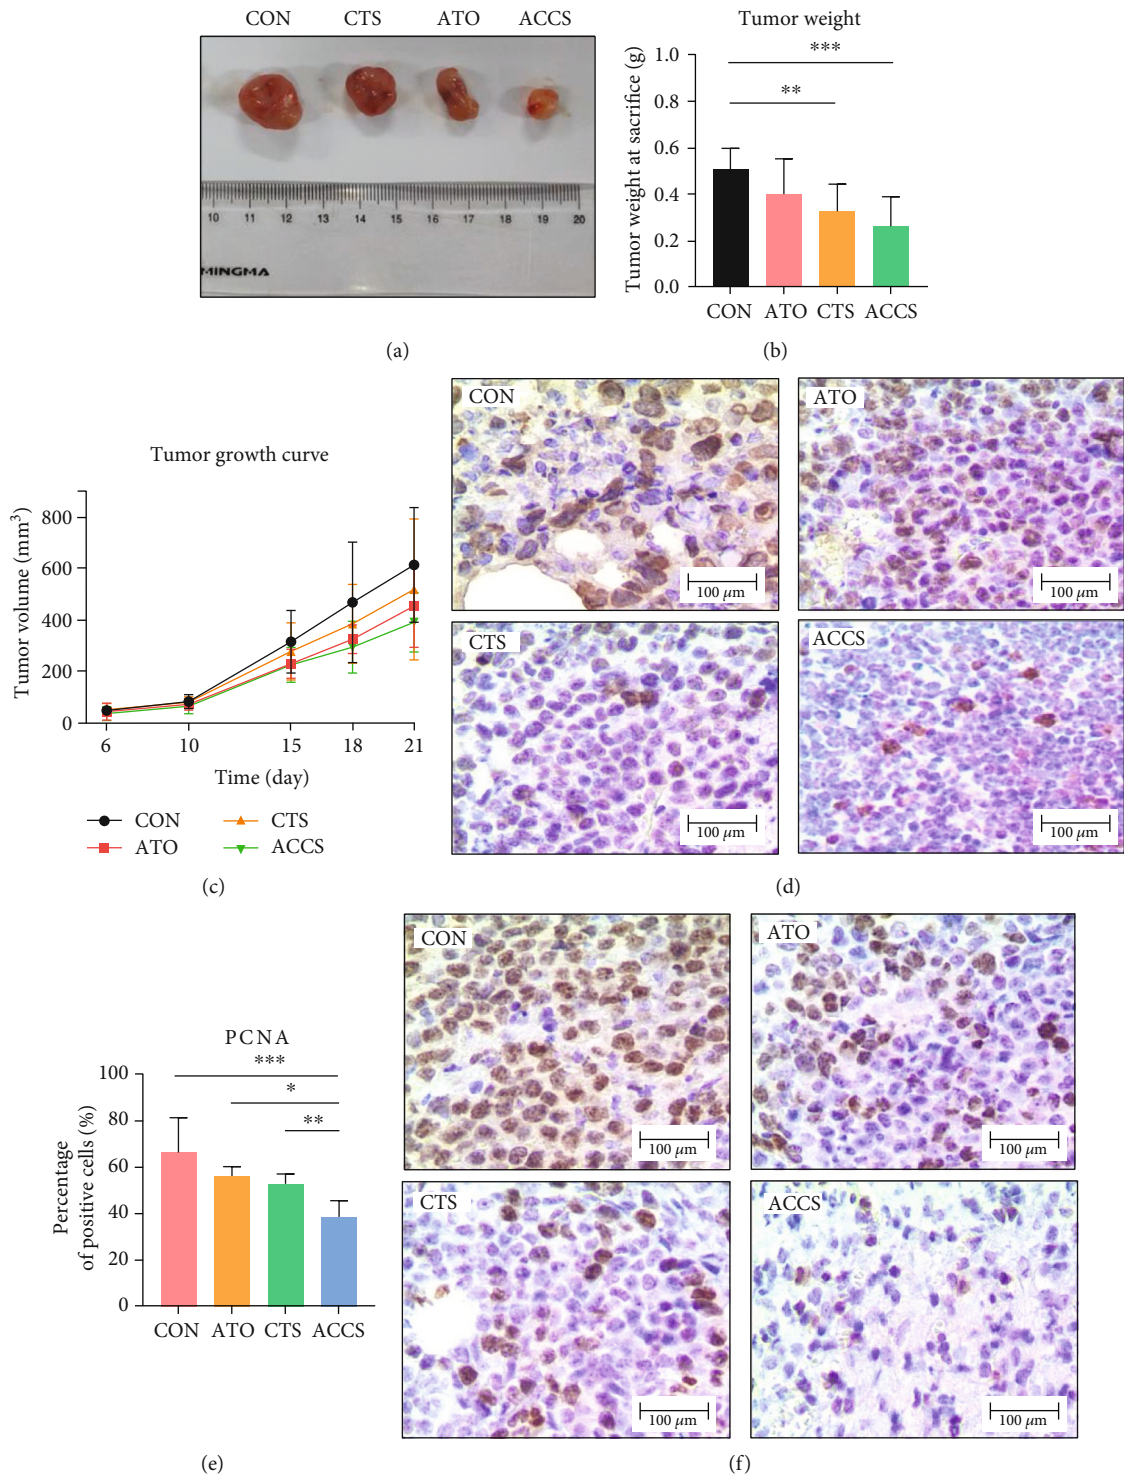 CON CTS ATO ACCS
10 11 12 13 14 15 16 17 18 19 20
MINGMA
(a)
Tumor weight
Tumor weight at sacrifice (g)
1.0
0.8
0.6
0.4
0.2
0.0
***
**
CON ATO CTS ACCS
(b)
Tumor growth curve
Tumor volume (mm³)
800
600
400
200
0
6 10 15 18 21
Time (day)
CON CTS
ATO ACCS
(c)
CON
100 µm
ATO
100 µm
CTS
100 µm
ACCS
100 µm
(d)
PCNA
Percentage
of positive cells (%)
100
80
60
40
20
0
***
*
**
CON ATO CTS ACCS
(e)
CON
100 µm
ATO
100 µm
CTS
100 µm
ACCS
100 µm
(f)